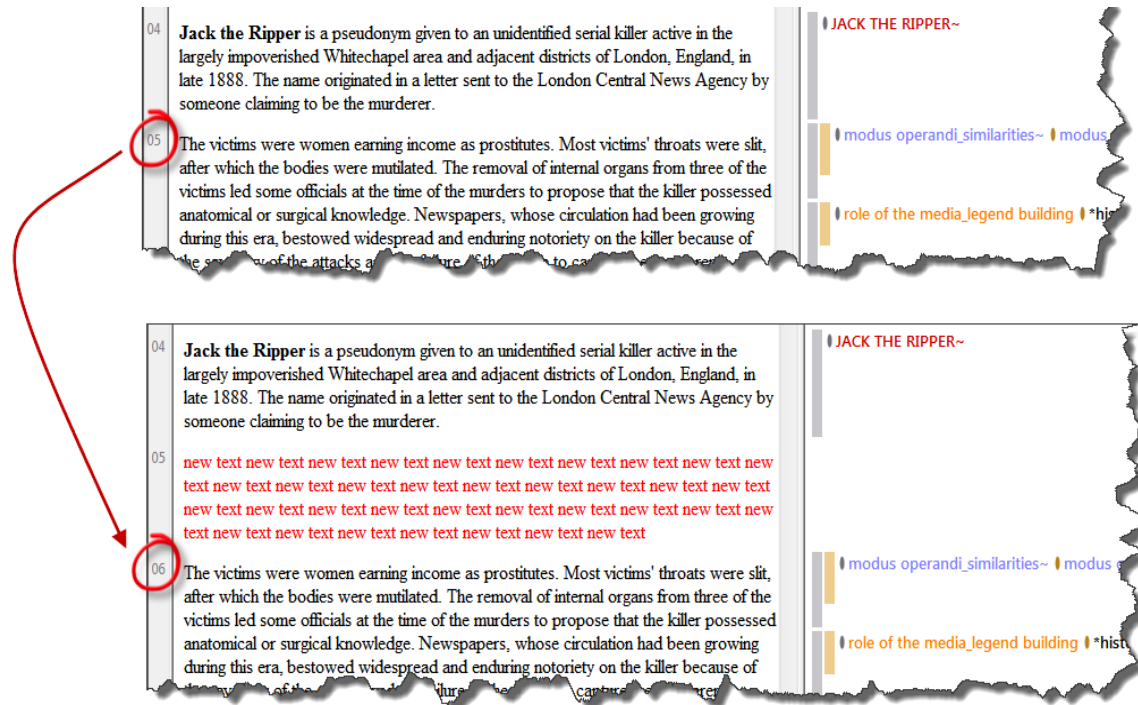 04
Jack the Ripper is a pseudonym given to an unidentified serial killer active in the
largely impoverished Whitechapel area and adjacent districts of London, England, in
late 1888. The name originated in a letter sent to the London Central News Agency by
someone claiming to be the murderer.
JACK THE RIPPER~
05
The victims were women earning income as prostitutes. Most victims' throats were slit,
after which the bodies were mutilated. The removal of internal organs from three of the
victims led some officials at the time of the murders to propose that the killer possessed
anatomical or surgical knowledge. Newspapers, whose circulation had been growing
during this era, bestowed widespread and enduring notoriety on the killer because of
of the attacks
modus operandi_similarities~ modus
role of the media_legend building
04
Jack the Ripper is a pseudonym given to an unidentified serial killer active in the
largely impoverished Whitechapel area and adjacent districts of London, England, in
late 1888. The name originated in a letter sent to the London Central News Agency by
someone claiming to be the murderer.
JACK THE RIPPER~
05
new text new text new text new text new text new text new text new text new text new
text new text new text new text new text new text new text new text new text new text
new text new text new text new text new text new text new text new text new text new
text new text new text new text new text new text new text new text
06
The victims were women earning income as prostitutes. Most victims' throats were slit,
after which the bodies were mutilated. The removal of internal organs from three of the
victims led some officials at the time of the murders to propose that the killer possessed
anatomical or surgical knowledge. Newspapers, whose circulation had been growing
during this era, bestowed widespread and enduring notoriety on the killer because of
modus operandi_similarities~ modus
role of the media_legend building